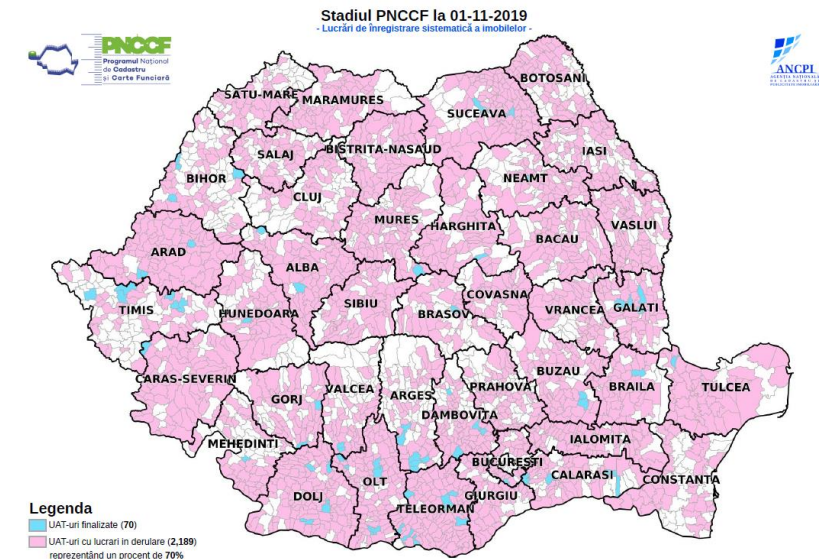 Stadiul PNCCF la 01-11-2019
- Lucrări de înregistrare sistematică a imobilelor -
PNCCF
Programul Național
de Cadastru
și Carte Funciară
ANCPI
BOTOSANI
SATU-MARE
MARAMURES
SUCEAVA
BISTRITA-NASAUD
IASI
SALAJ
NEAMT
BIHOR
CLUJ
MURES
HARGHITA
VASLUI
BACAU
ARAD
ALBA
COVASNA
SIBIU
TIMIS
HUNEDOARA
BRASOV
VRANCEA
GALATI
BUZAU
CARAS-SEVERIN
VALCEA
PRAHOVA
BRAILA
TULCEA
GORJ
ARGES
DAMBOVITA
MEHEDINTI
IALOMITA
BUCURESTI
CALARASI
CONSTANTA
OLT
DOLJ
GIURGIU
TELEORMAN
Legenda
UAT-uri finalizate (70)
UAT-uri cu lucrari in derulare (2,189)
reprezentând un procent de 70%